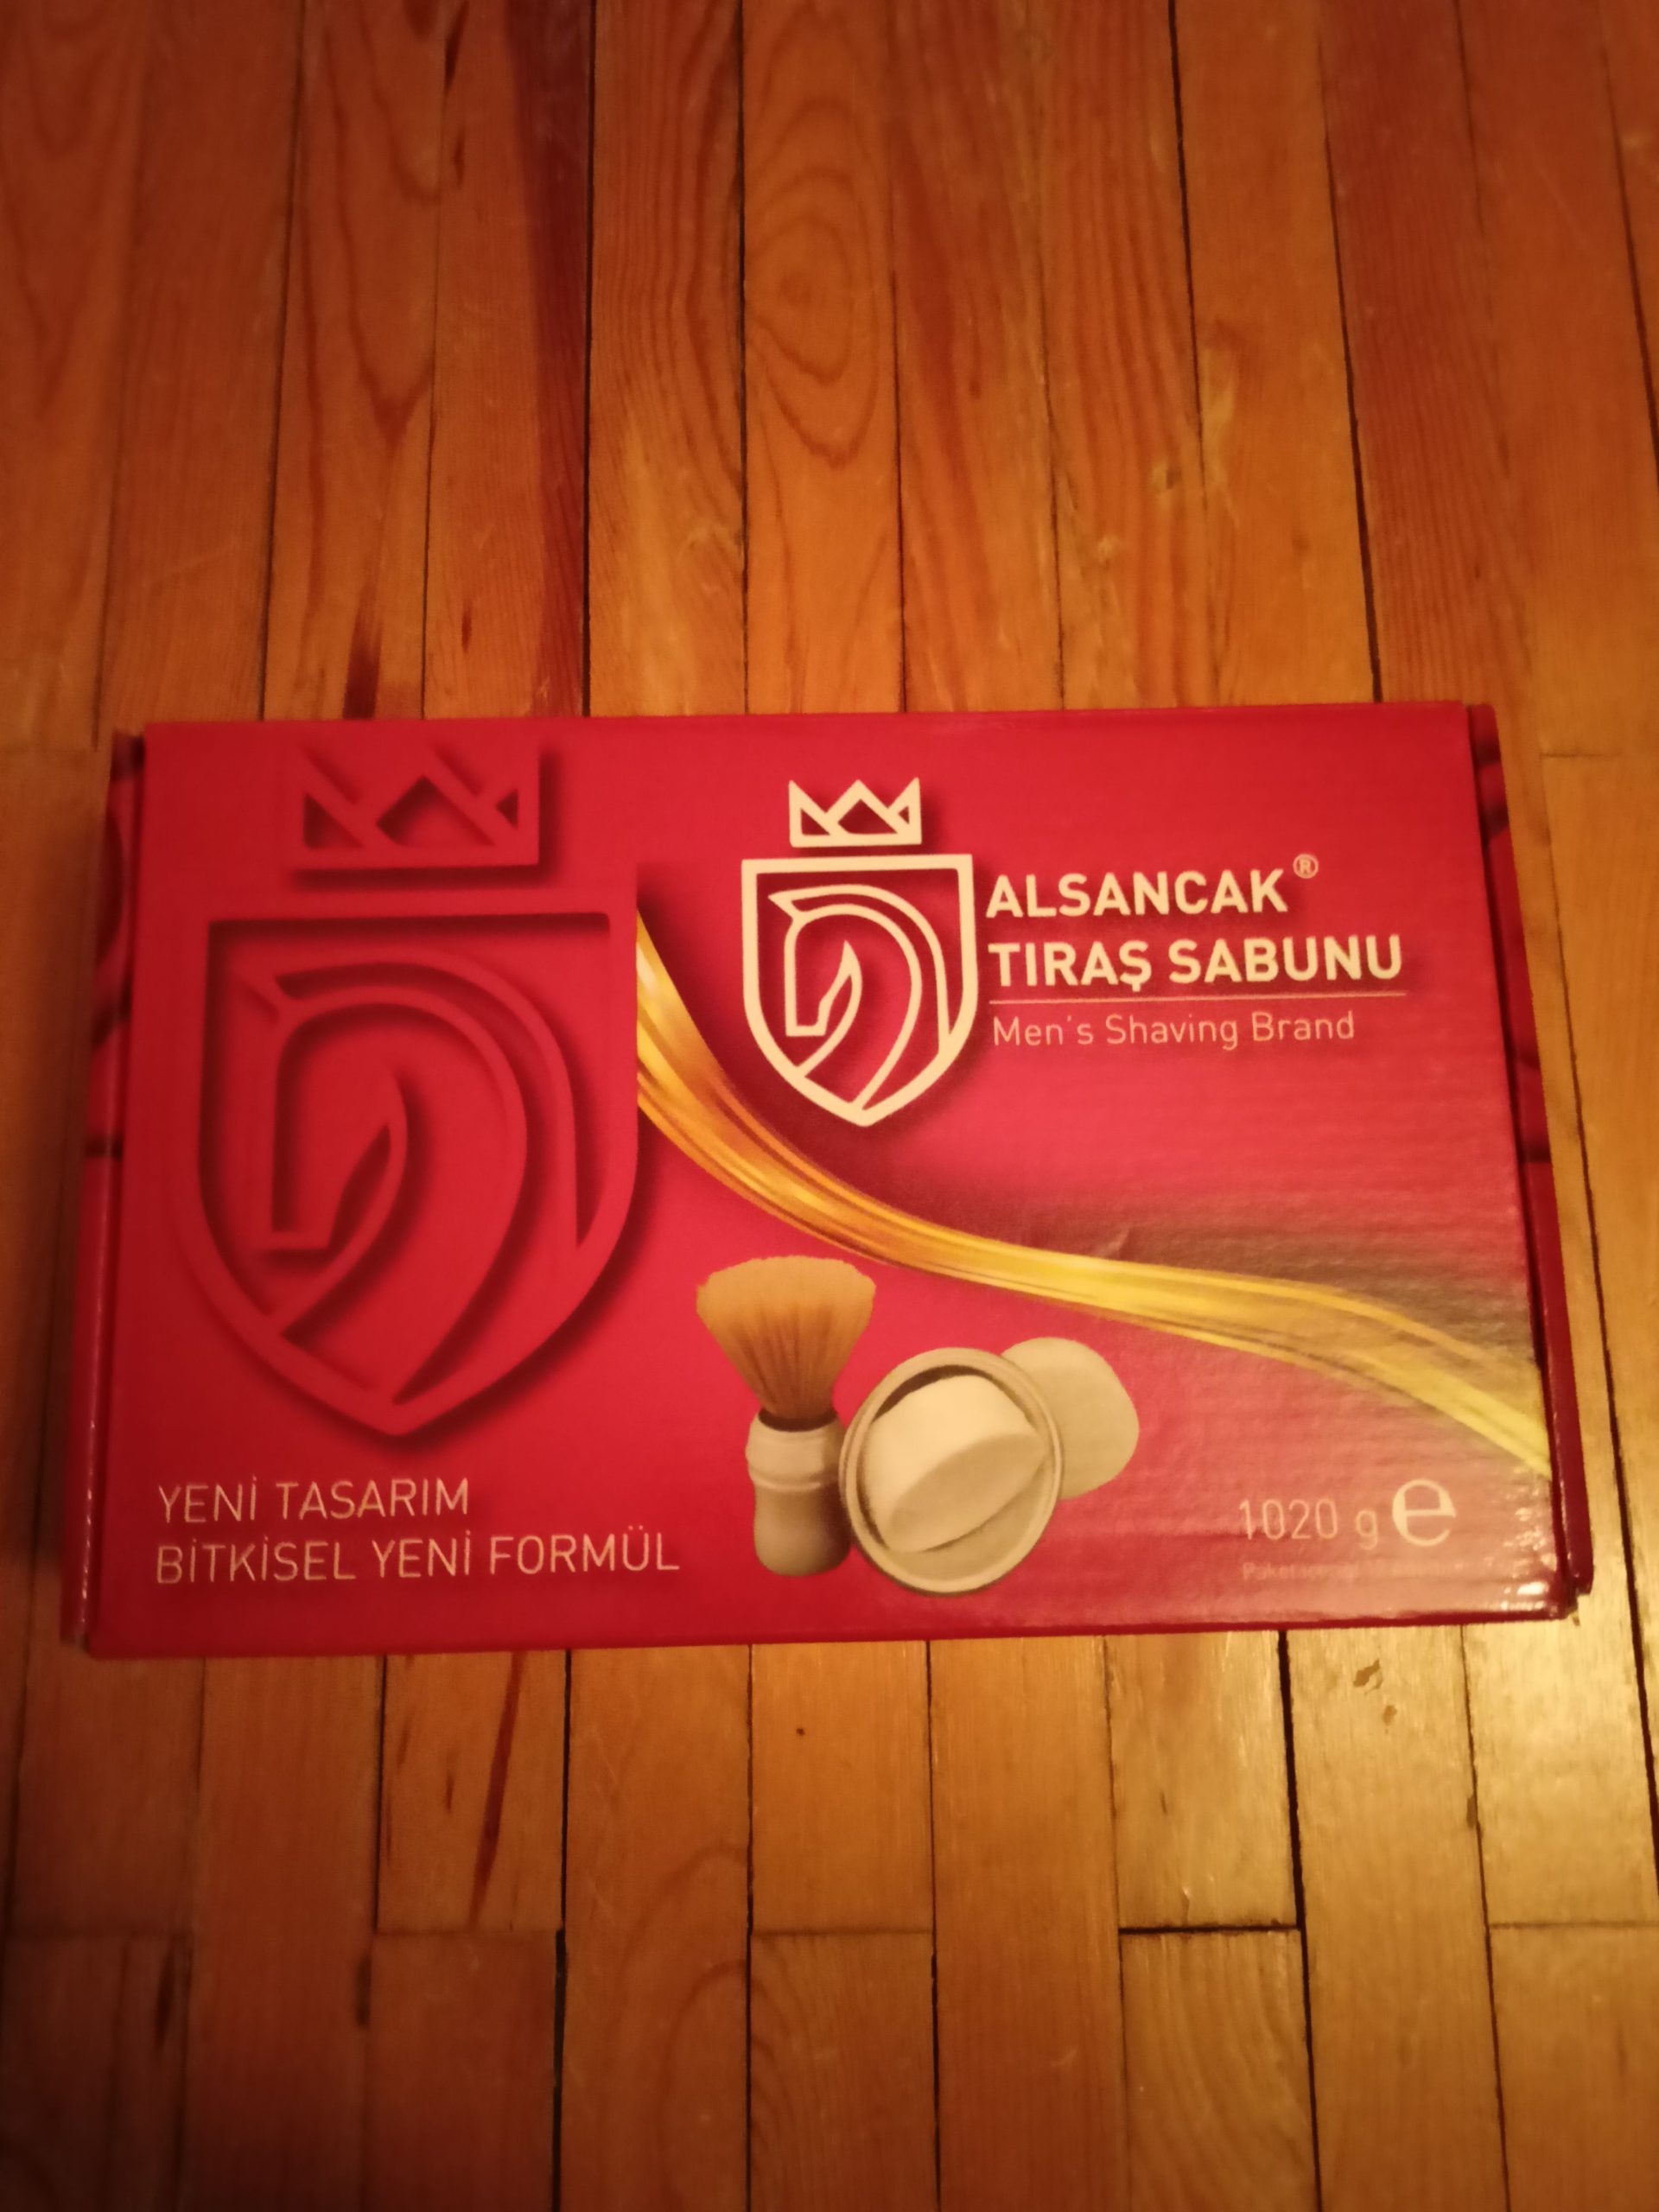 ALSANCAK®
TIRAŞ SABUNU
Men's Shaving Brand
YENİ TASARIM
BİTKİSEL YENİ FORMÜL
1020 g ℮